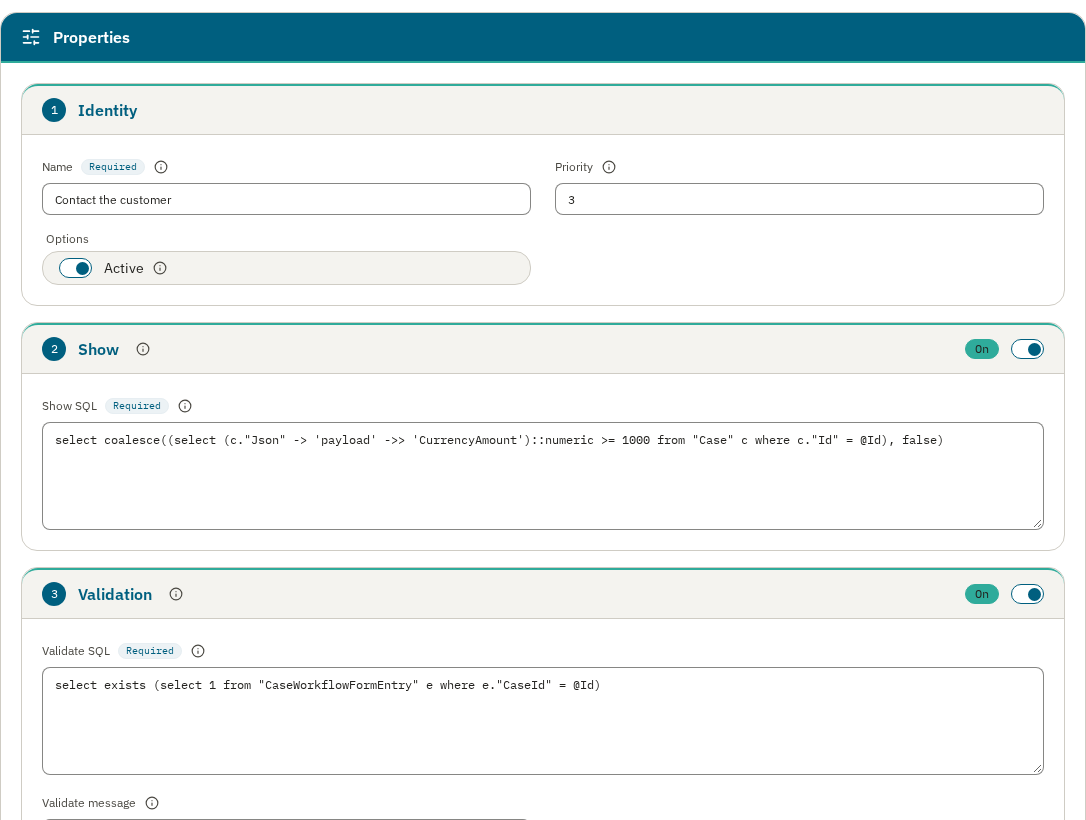 Properties
1 Identity
Name Required
Priority
Contact the customer
3
Options
Active
2 Show
On
Show SQL Required
select coalesce((select (c."Json" -> 'payload' ->> 'CurrencyAmount')::numeric >= 1000 from "Case" c where c."Id" = @Id), false)
3 Validation
On
Validate SQL Required
select exists (select 1 from "CaseWorkflowFormEntry" e where e."CaseId" = @Id)
Validate message